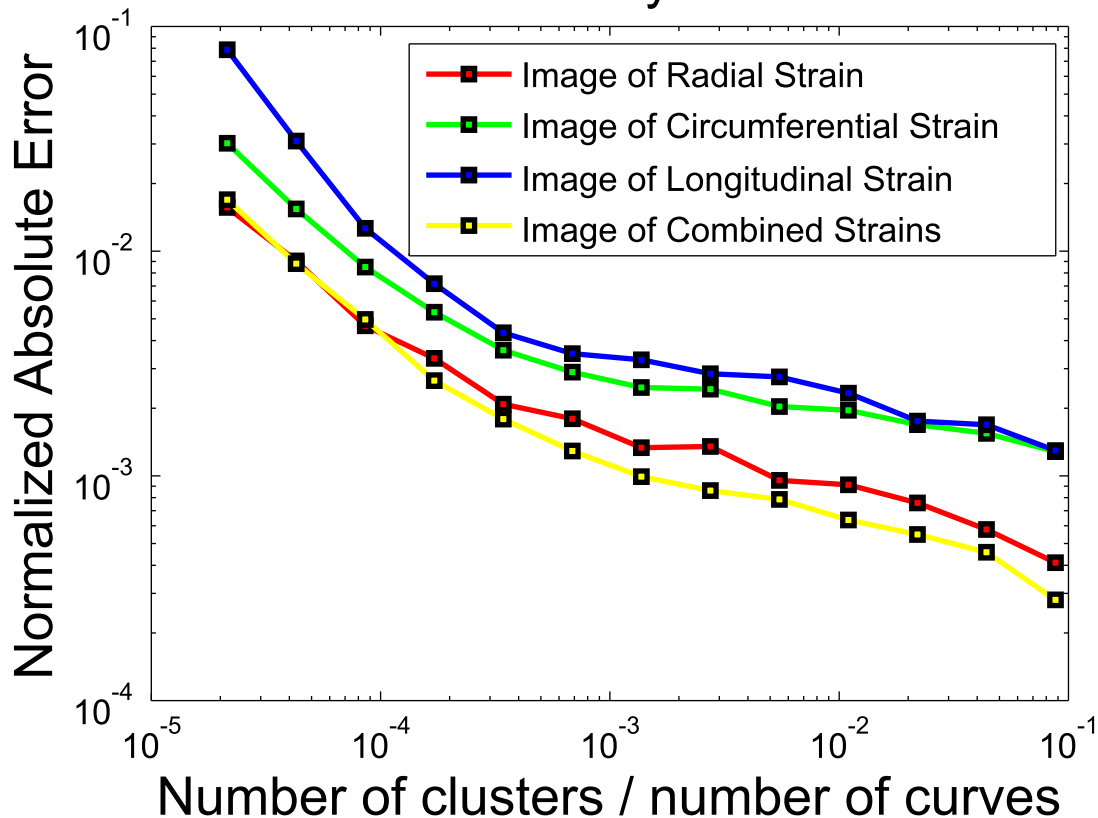 10^-1
Image of Radial Strain
Image of Circumferential Strain
Image of Longitudinal Strain
Image of Combined Strains
Normalized Absolute Error
10^-2
10^-3
10^-4
10^-5 10^-4 10^-3 10^-2 10^-1
Number of clusters / number of curves